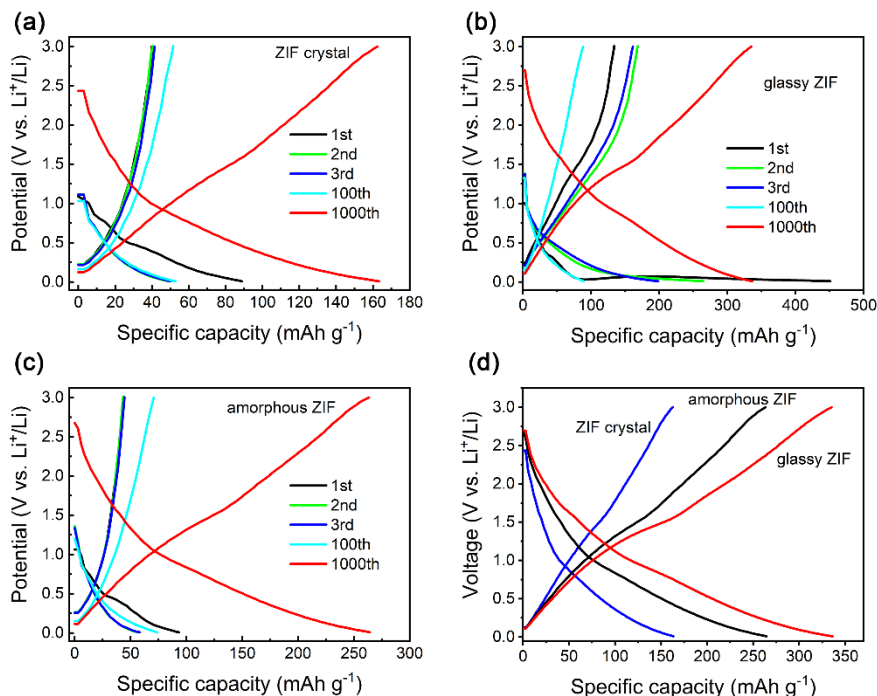 (a)
ZIF crystal
1st
2nd
3rd
100th
1000th
3.0
2.5
2.0
1.5
1.0
0.5
0.0
0 20 40 60 80 100 120 140 160 180
Potential (V vs. Li⁺/Li)
Specific capacity (mAh g⁻¹)
(b)
glassy ZIF
1st
2nd
3rd
100th
1000th
3.0
2.5
2.0
1.5
1.0
0.5
0.0
0 100 200 300 400 500
Potential (V vs. Li⁺/Li)
Specific capacity (mAh g⁻¹)
(c)
amorphous ZIF
1st
2nd
3rd
100th
1000th
3.0
2.5
2.0
1.5
1.0
0.5
0.0
0 50 100 150 200 250 300
Potential (V vs. Li⁺/Li)
Specific capacity (mAh g⁻¹)
(d)
amorphous ZIF
ZIF crystal
glassy ZIF
3.0
2.5
2.0
1.5
1.0
0.5
0.0
0 50 100 150 200 250 300 350
Voltage (V vs. Li⁺/Li)
Specific capacity (mAh g⁻¹)